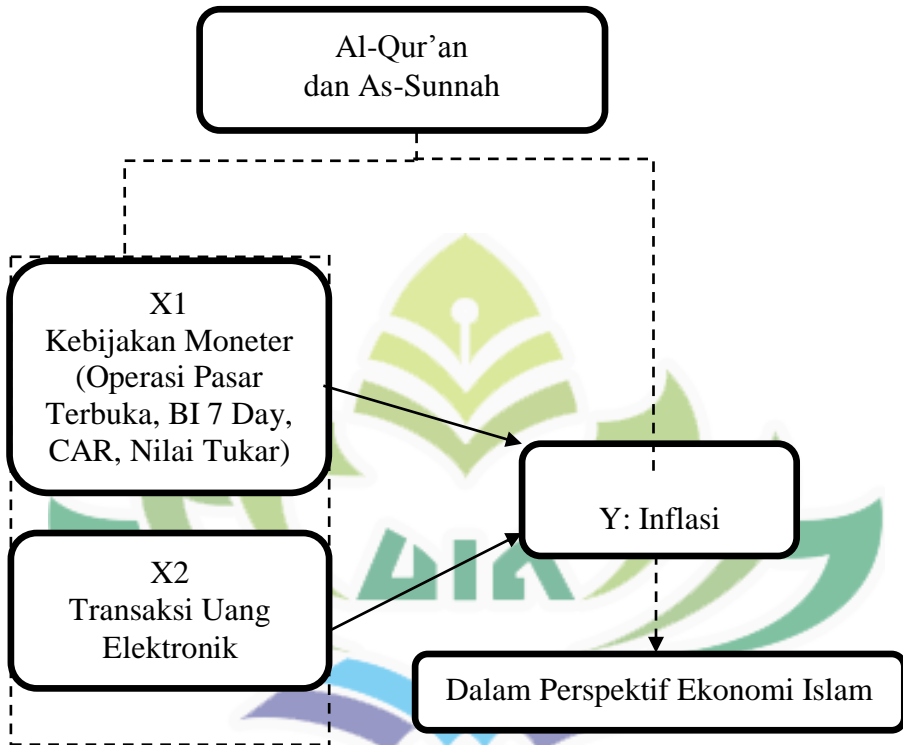 Al-Qur’an
dan As-Sunnah
X1
Kebijakan Moneter
(Operasi Pasar
Terbuka, BI 7 Day,
CAR, Nilai Tukar)
Y: Inflasi
X2
Transaksi Uang
Elektronik
Dalam Perspektif Ekonomi Islam